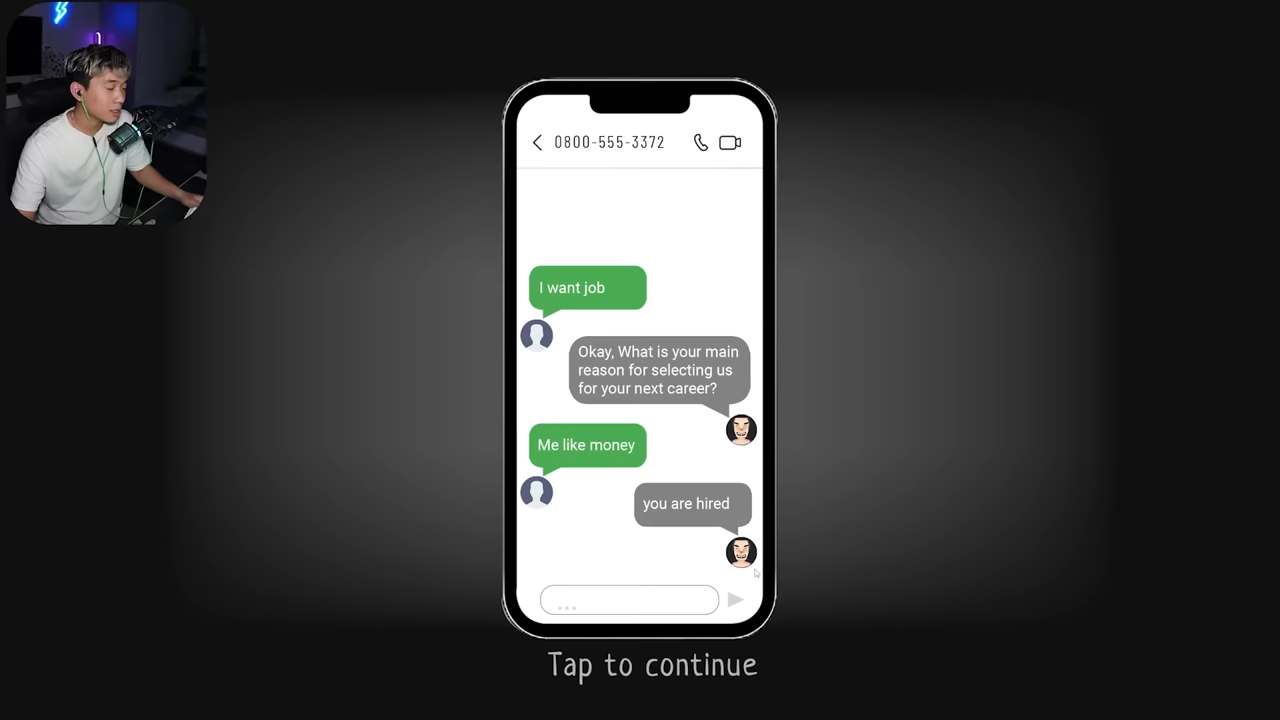 0800-555-3372
I want job
Okay, What is your main
reason for selecting us
for your next career?
Me like money
you are hired
...
Tap to continue